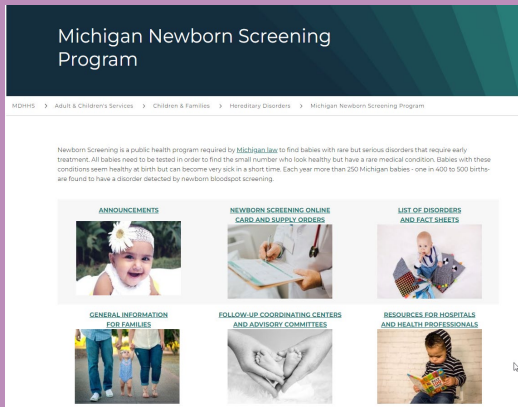 Michigan Newborn Screening
Program
MDHHS > Adult & Children's Services > Children & Families > Hereditary Disorders > Michigan Newborn Screening Program
Newborn Screening is a public health program required by Michigan law to find babies with rare but serious disorders that require early
treatment. All babies need to be tested in order to find the small number who look healthy but have a rare medical condition. Babies with these
conditions seem healthy at birth but can become very sick in a short time. Each year more than 250 Michigan babies - one in 400 to 500 births-
are found to have a disorder detected by newborn bloodspot screening.
ANNOUNCEMENTS
NEWBORN SCREENING ONLINE
CARD AND SUPPLY ORDERS
LIST OF DISORDERS
AND FACT SHEETS
GENERAL INFORMATION
FOR FAMILIES
FOLLOW-UP COORDINATING CENTERS
AND ADVISORY COMMITTEES
RESOURCES FOR HOSPITALS
AND HEALTH PROFESSIONALS